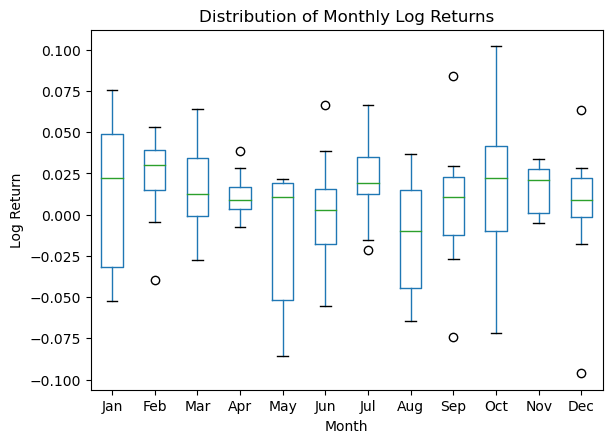 Distribution of Monthly Log Returns
Log Return
0.100
0.075
0.050
0.025
0.000
−0.025
−0.050
−0.075
−0.100
Jan Feb Mar Apr May Jun Jul Aug Sep Oct Nov Dec
Month